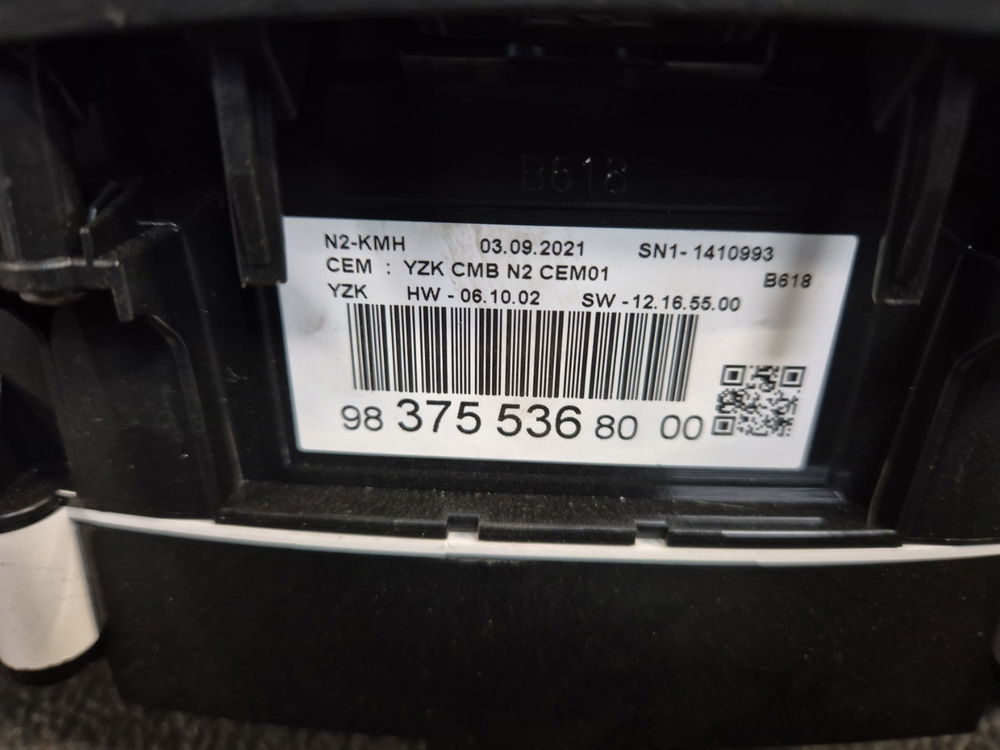 B618
N2-KMH 03.09.2021 SN1- 1410993
CEM : YZK CMB N2 CEM01 B618
YZK HW - 06.10.02 SW -12.16.55.00
98 375 536 80 00